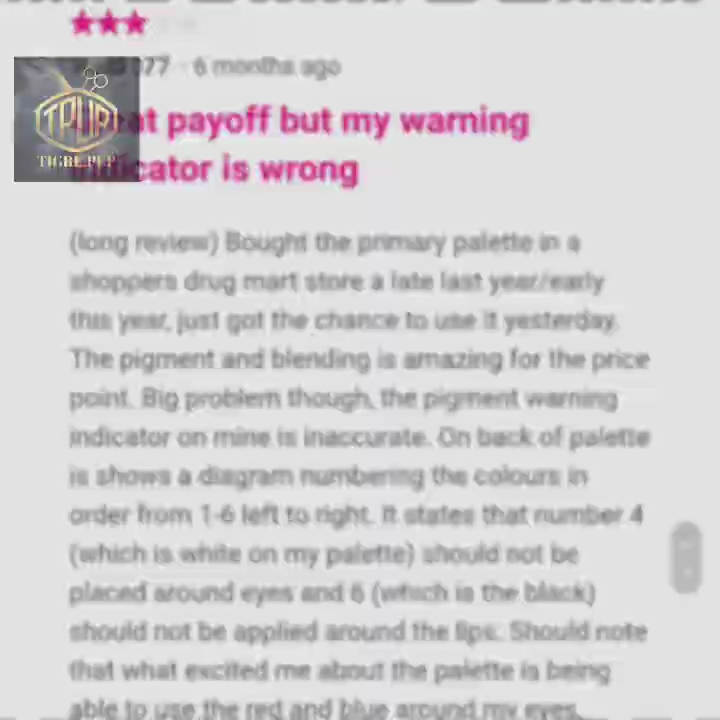 6 months ago
payoff but my warning
indicator is wrong
(long review) Bought the primary palette in a
shoppers drug mart store a late last year/early
this year, just got the chance to use it yesterday.
The pigment and blending is amazing for the price
point. Big problem though, the pigment warning
indicator on mine is inaccurate. On back of palette
is shows a diagram numbering the colours in
order from 1-6 left to right. It states that number 4
(which is white on my palette) should not be
placed around eyes and 6 (which is the black)
should not be applied around the lips. Should note
that what excited me about the palette is being
able to use the red and blue around my eyes,